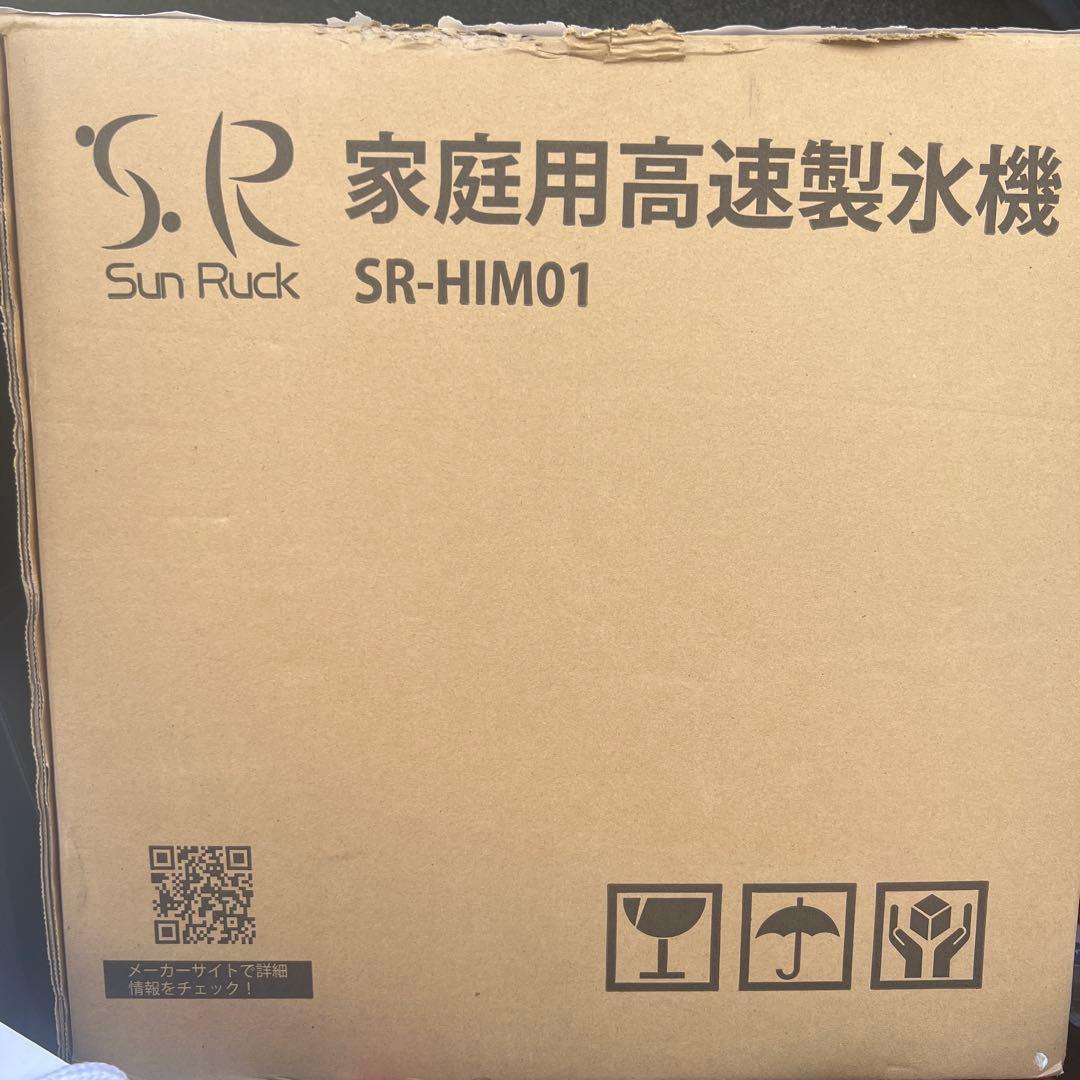 S.R
家庭用高速製氷機
Sun Ruck
SR-HIM01
メーカーサイトで詳細
情報をチェック！